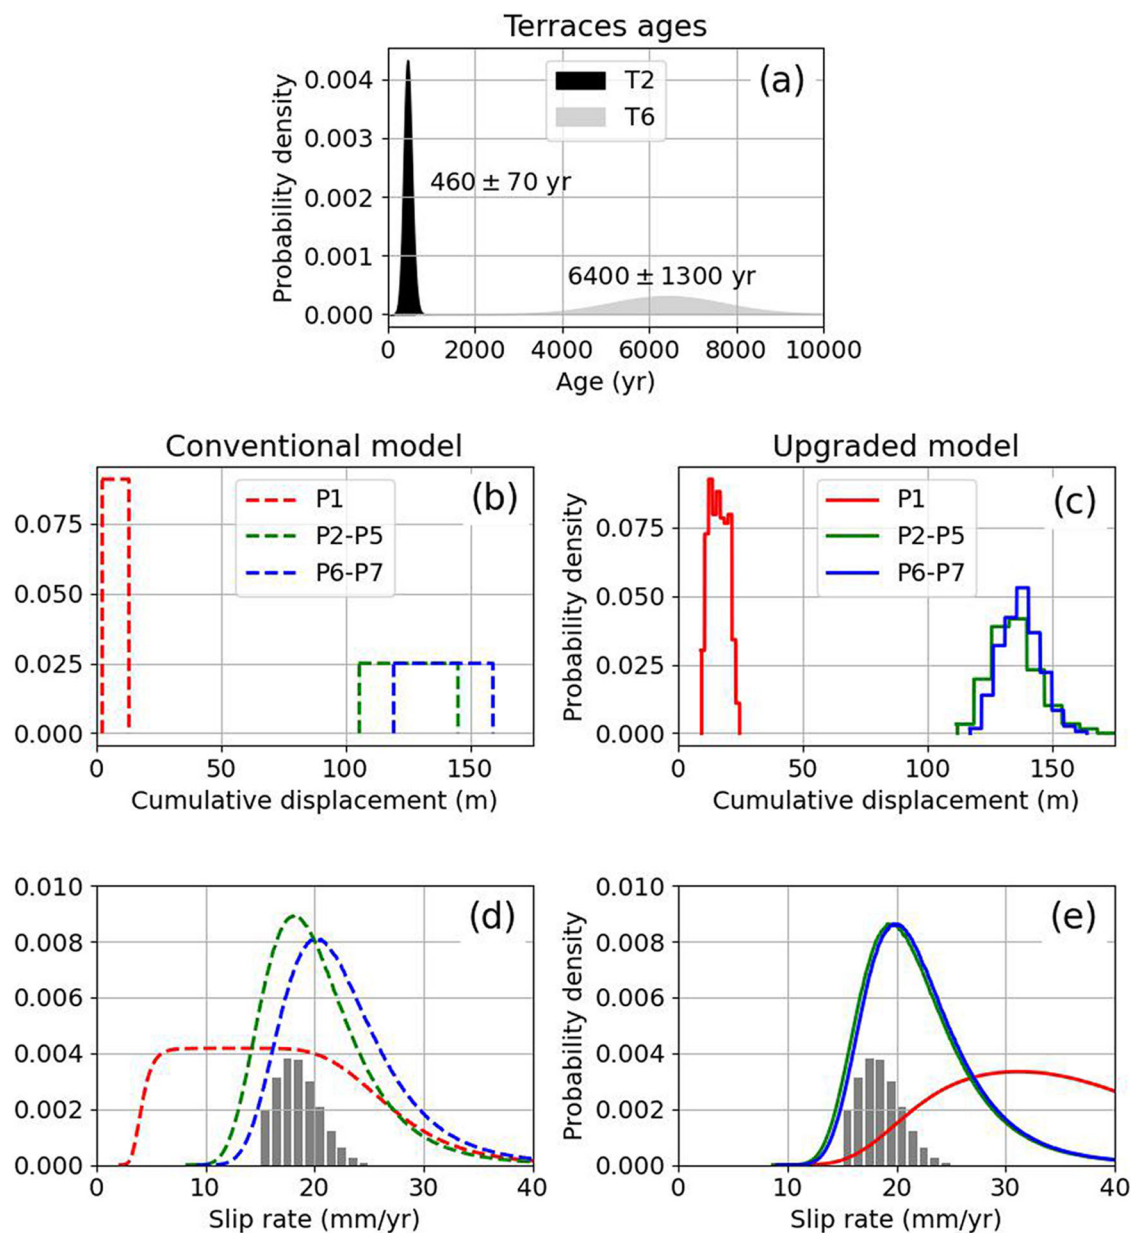 Terraces ages
(a)
T2
T6
Probability density
0.004
0.003
0.002
0.001
0.000
460 ± 70 yr
6400 ± 1300 yr
0 2000 4000 6000 8000 10000
Age (yr)
Conventional model
(b)
P1
P2-P5
P6-P7
0.075
0.050
0.025
0.000
0 50 100 150
Cumulative displacement (m)
Upgraded model
(c)
P1
P2-P5
P6-P7
Probability density
0.075
0.050
0.025
0.000
0 50 100 150
Cumulative displacement (m)
(d)
0.010
0.008
0.006
0.004
0.002
0.000
0 10 20 30 40
Slip rate (mm/yr)
(e)
Probability density
0.010
0.008
0.006
0.004
0.002
0.000
0 10 20 30 40
Slip rate (mm/yr)